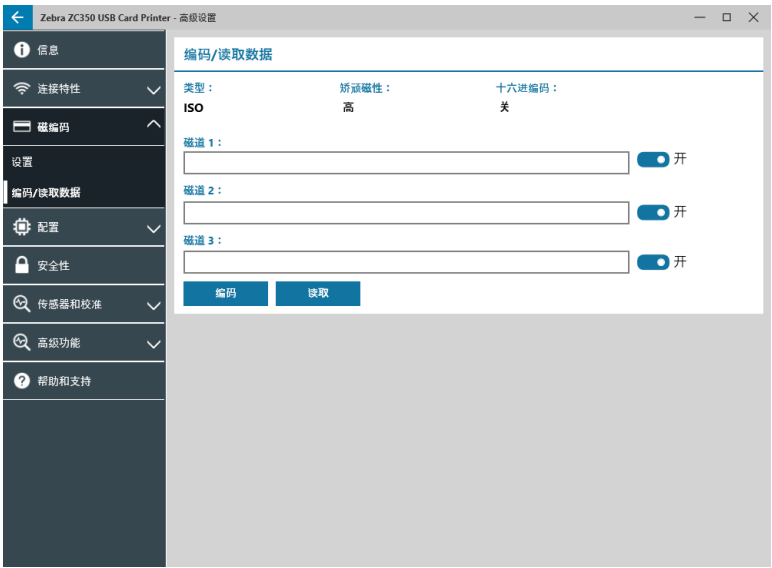 Zebra ZC350 USB Card Printer - 高级设置
信息
连接特性
磁编码
设置
编码/读取数据
配置
安全性
传感器和校准
高级功能
帮助和支持
编码/读取数据
类型： 矫顽磁性： 十六进编码：
ISO 高 关
磁道 1：
开
磁道 2：
开
磁道 3：
开
编码 读取